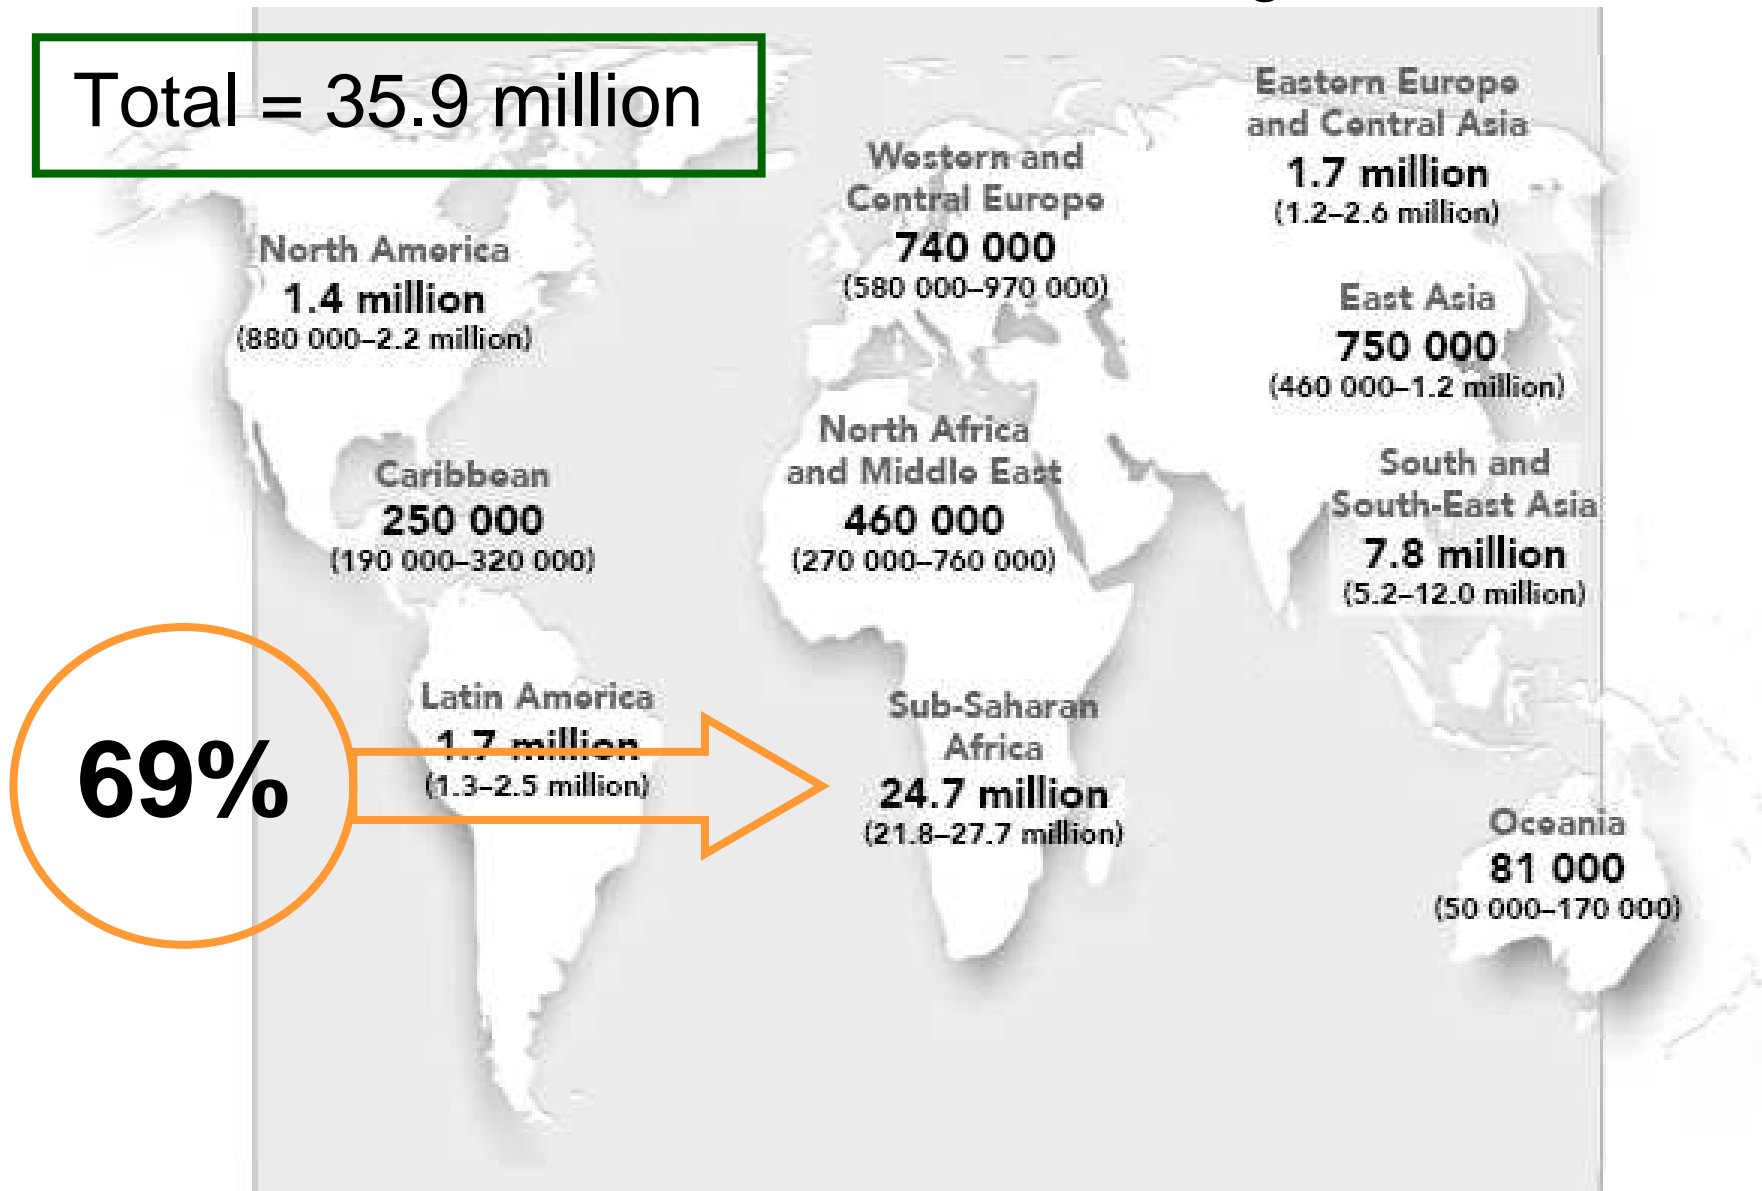 Total = 35.9 million
Eastern Europe
and Central Asia
1.7 million
(1.2–2.6 million)
Western and
Central Europe
740 000
(580 000–970 000)
North America
1.4 million
(880 000–2.2 million)
East Asia
750 000
(460 000–1.2 million)
North Africa
and Middle East
460 000
(270 000–760 000)
Caribbean
250 000
(190 000–320 000)
South and
South-East Asia
7.8 million
(5.2–12.0 million)
69%
Latin America
1.7 million
(1.3–2.5 million)
Sub-Saharan
Africa
24.7 million
(21.8–27.7 million)
Oceania
81 000
(50 000–170 000)